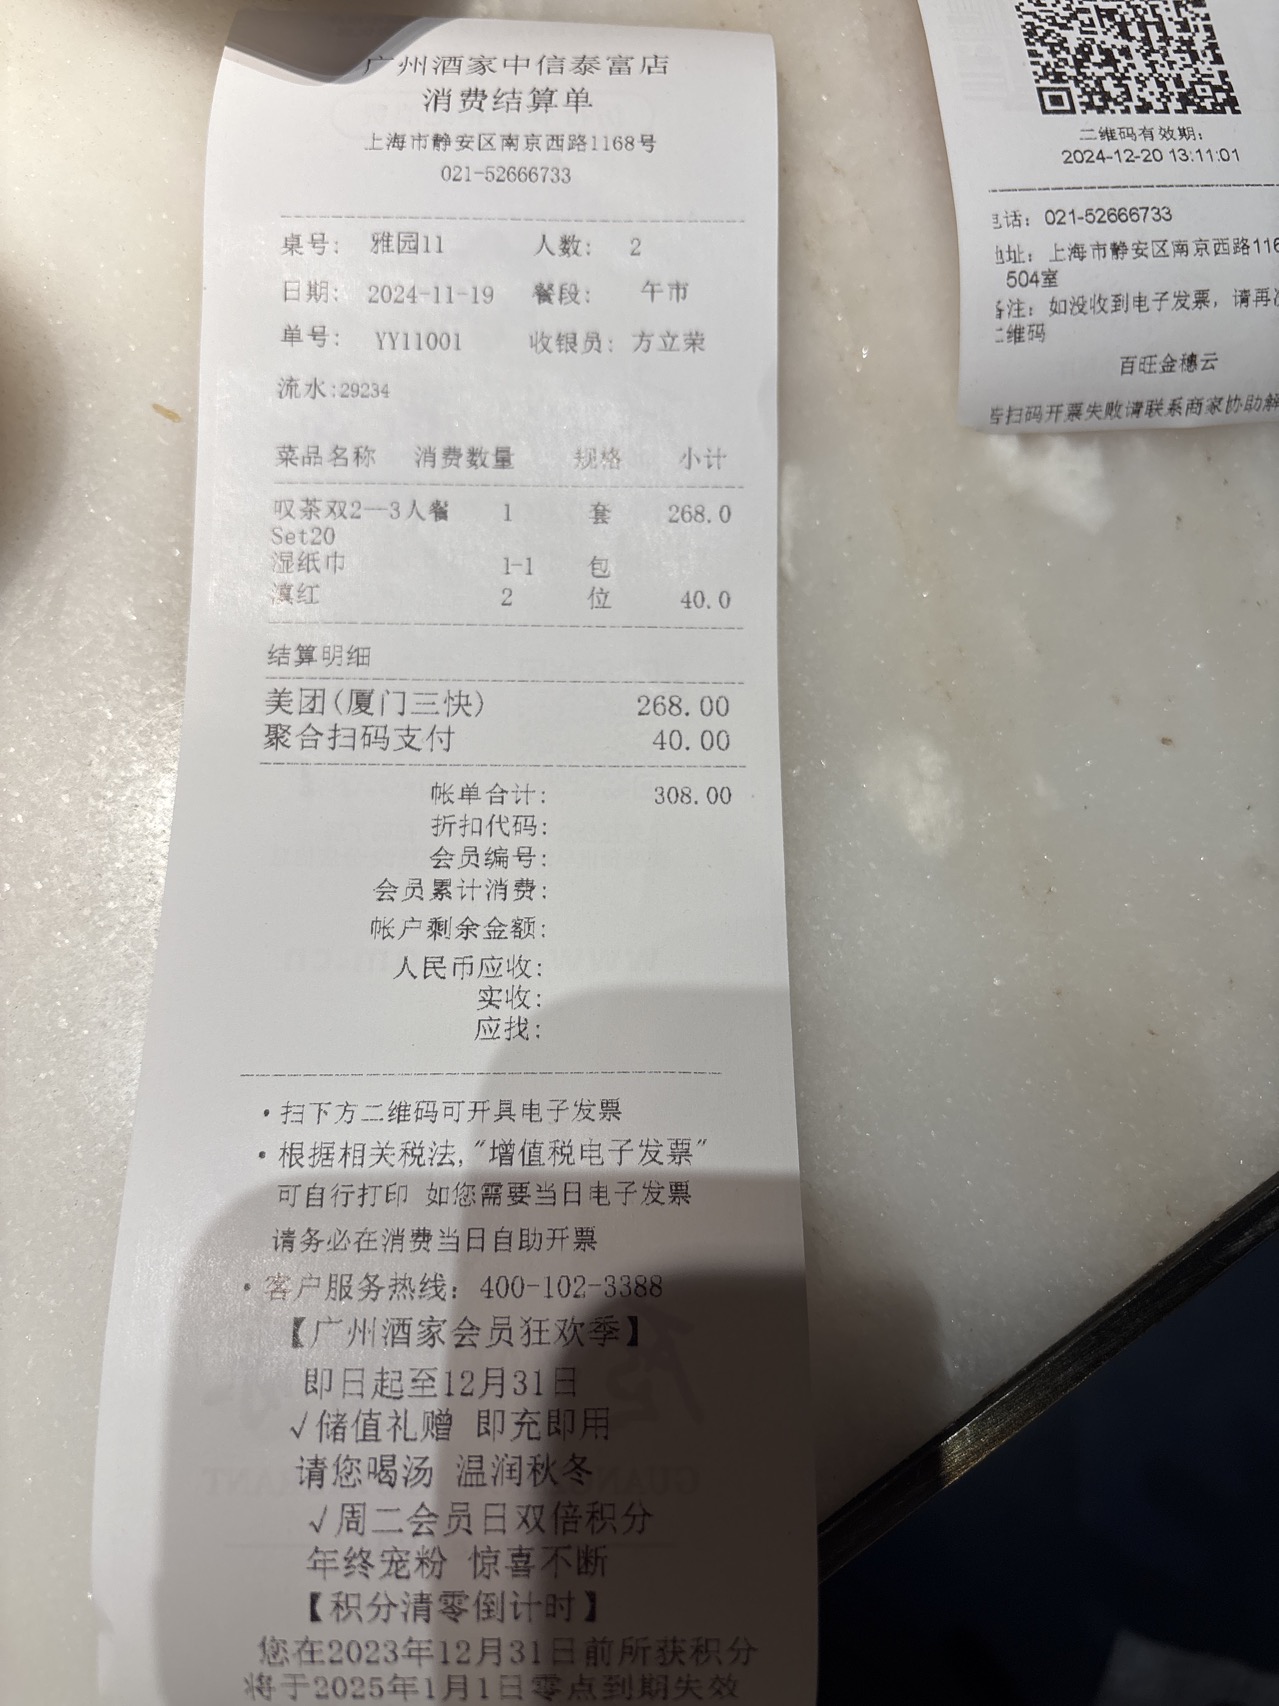 广州酒家中信泰富店
消费结算单
上海市静安区南京西路1168号
021-52666733
桌号: 雅园11 人数: 2
日期: 2024-11-19 餐段: 午市
单号: YY11001 收银员: 方立荣
流水:29234
菜品名称 消费数量 规格 小计
叹茶双2--3人餐 1 套 268.0
Set20
湿纸巾 1-1 包
滇红 2 位 40.0
结算明细
美团(厦门三快) 268.00
聚合扫码支付 40.00
帐单合计: 308.00
折扣代码:
会员编号:
会员累计消费:
帐户剩余金额:
人民币应收:
实收:
应找:
·扫下方二维码可开具电子发票
·根据相关税法,"增值税电子发票"
可自行打印 如您需要当日电子发票
请务必在消费当日自助开票
·客户服务热线: 400-102-3388
【广州酒家会员狂欢季】
即日起至12月31日
√储值礼赠 即充即用
请您喝汤 温润秋冬
√周二会员日双倍积分
年终宠粉 惊喜不断
【积分清零倒计时】
您在2023年12月31日前所获积分
将于2025年1月1日零点到期失效
二维码有效期:
2024-12-20 13:11:01
电话: 021-52666733
地址: 上海市静安区南京西路116
504室
备注: 如没收到电子发票, 请再次
二维码
百旺金穗云
若扫码开票失败请联系商家协助解